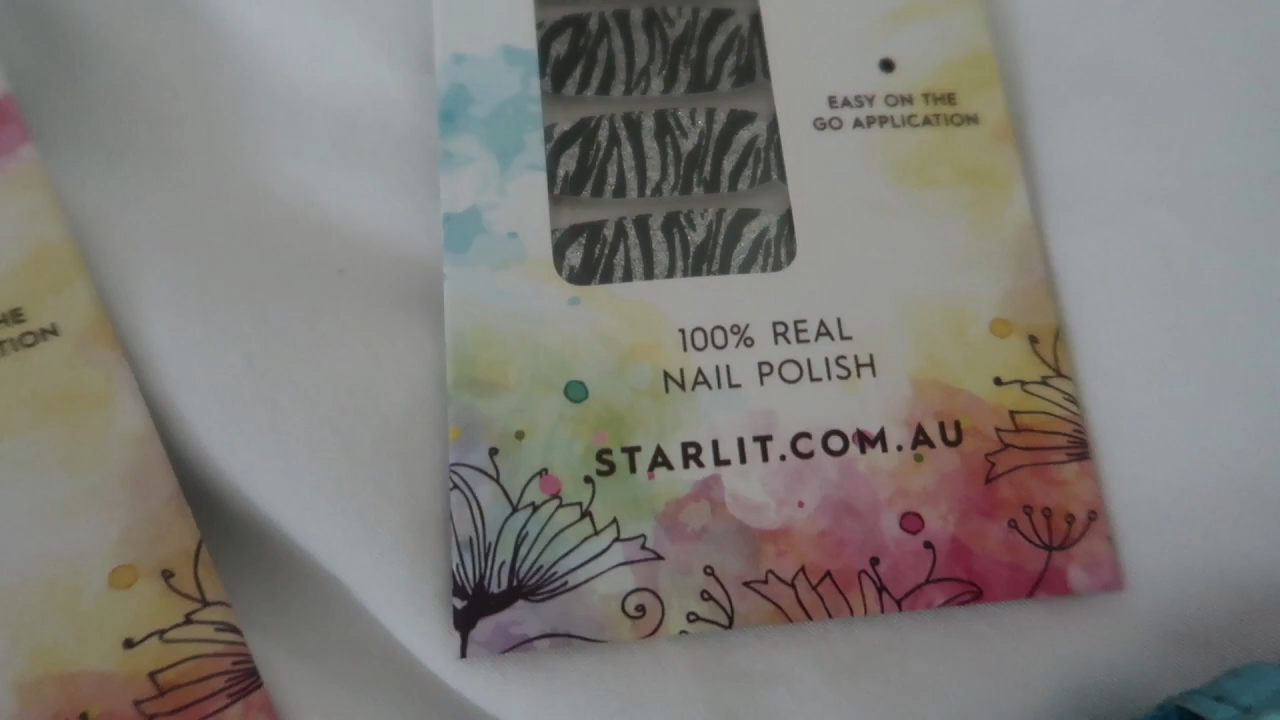 EASY ON THE
GO APPLICATION
100% REAL
NAIL POLISH
STARLIT.COM.AU